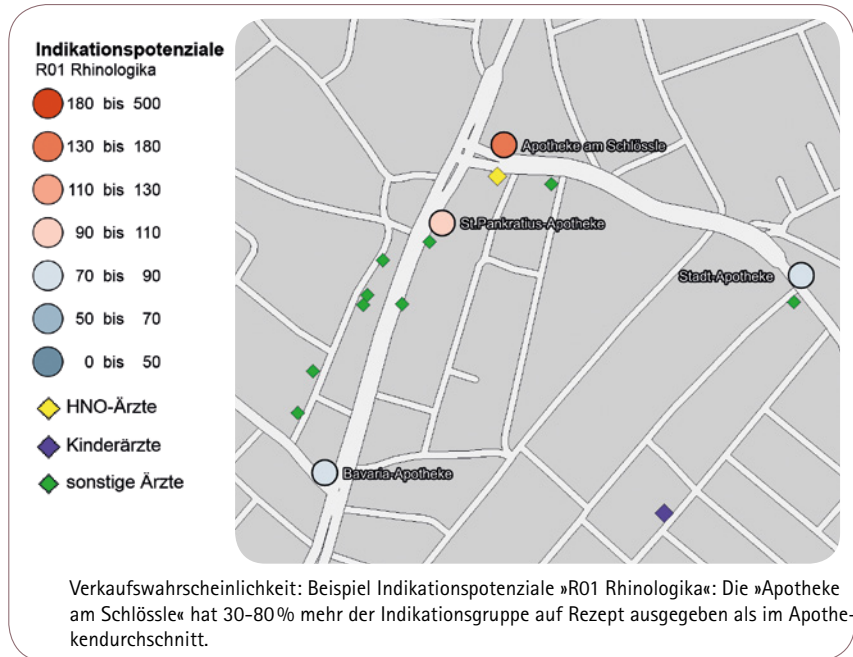 Indikationspotenziale
R01 Rhinologika
180 bis 500
130 bis 180
110 bis 130
90 bis 110
70 bis 90
50 bis 70
0 bis 50
HNO-Ärzte
Kinderärzte
sonstige Ärzte
Apotheke am Schlössle
St.Pankratius-Apotheke
Stadt-Apotheke
Bavaria-Apotheke
Verkaufswahrscheinlichkeit: Beispiel Indikationspotenziale »R01 Rhinologika«: Die »Apotheke
am Schlössle« hat 30-80% mehr der Indikationsgruppe auf Rezept ausgegeben als im Apothe-
kendurchschnitt.